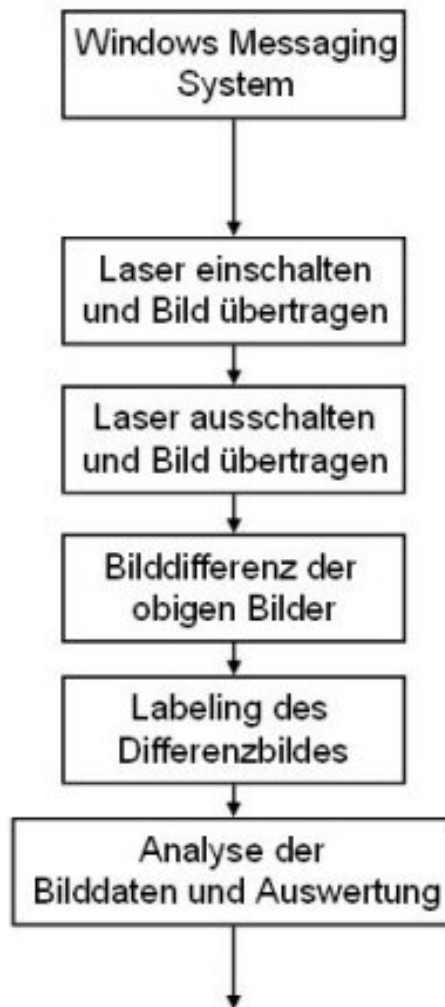 Windows Messaging
System
Laser einschalten
und Bild übertragen
Laser ausschalten
und Bild übertragen
Bilddifferenz der
obigen Bilder
Labeling des
Differenzbildes
Analyse der
Bilddaten und Auswertung